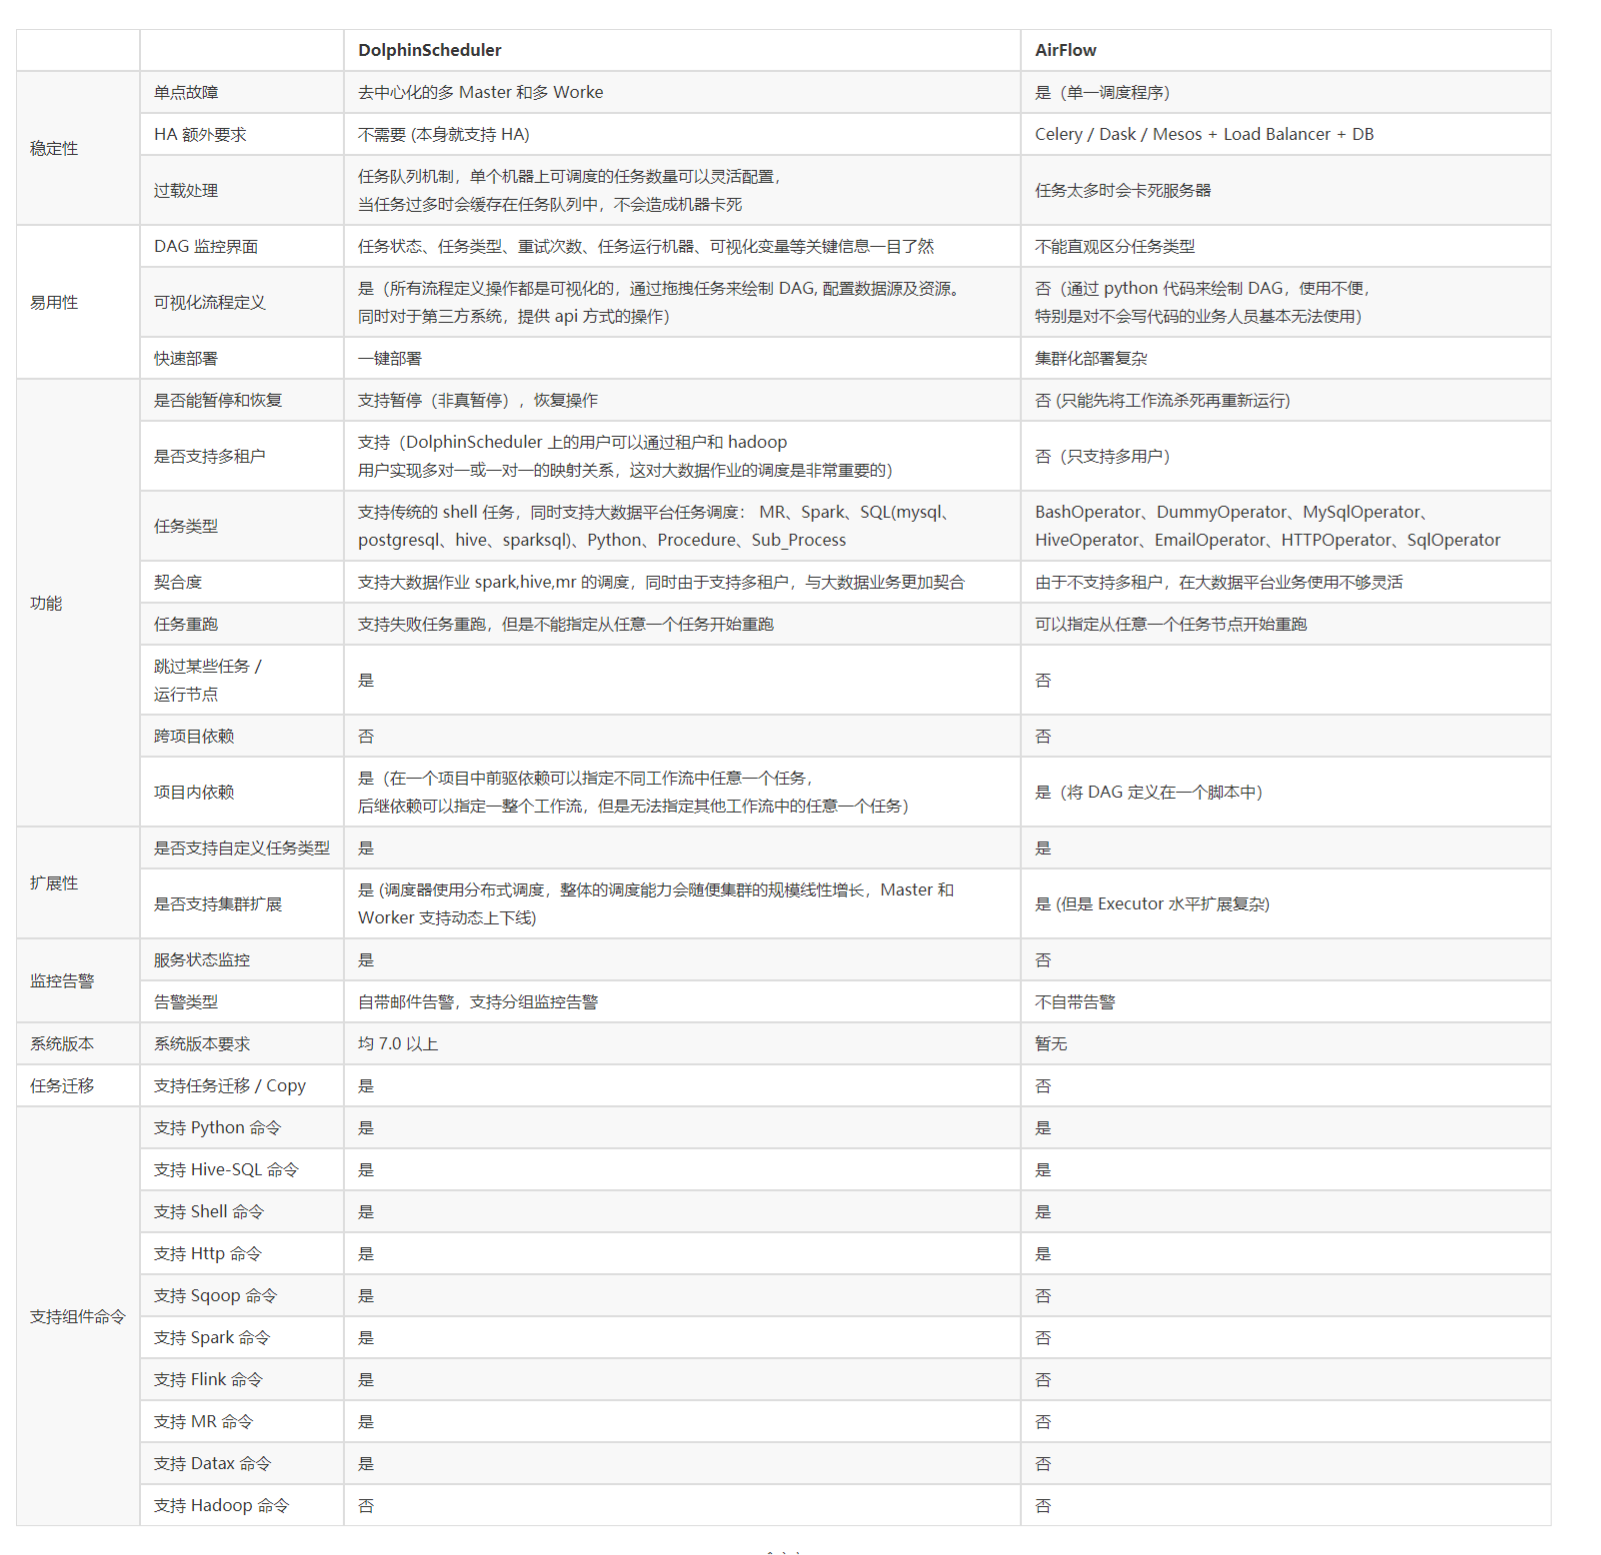 DolphinScheduler
AirFlow
稳定性
单点故障
去中心化的多 Master 和多 Worke
是（单一调度程序）
HA 额外要求
不需要 (本身就支持 HA)
Celery / Dask / Mesos + Load Balancer + DB
过载处理
任务队列机制，单个机器上可调度的任务数量可以灵活配置，
当任务过多时会缓存在任务队列中，不会造成机器卡死
任务太多时会卡死服务器
易用性
DAG 监控界面
任务状态、任务类型、重试次数、任务运行机器、可视化变量等关键信息一目了然
不能直观区分任务类型
可视化流程定义
是（所有流程定义操作都是可视化的，通过拖拽任务来绘制 DAG, 配置数据源及资源。
同时对于第三方系统，提供 api 方式的操作）
否（通过 python 代码来绘制 DAG，使用不便，
特别是对不会写代码的业务人员基本无法使用）
快速部署
一键部署
集群化部署复杂
功能
是否能暂停和恢复
支持暂停（非真暂停），恢复操作
否 (只能先将工作流杀死再重新运行)
是否支持多租户
支持（DolphinScheduler 上的用户可以通过租户和 hadoop
用户实现多对一或一对一的映射关系，这对大数据作业的调度是非常重要的）
否（只支持多用户）
任务类型
支持传统的 shell 任务，同时支持大数据平台任务调度： MR、Spark、SQL(mysql、
postgresql、hive、sparksql)、Python、Procedure、Sub_Process
BashOperator、DummyOperator、MySqlOperator、
HiveOperator、EmailOperator、HTTPOperator、SqlOperator
契合度
支持大数据作业 spark,hive,mr 的调度，同时由于支持多租户，与大数据业务更加契合
由于不支持多租户，在大数据平台业务使用不够灵活
任务重跑
支持失败任务重跑，但是不能指定从任意一个任务开始重跑
可以指定从任意一个任务节点开始重跑
跳过某些任务 /
运行节点
是
否
跨项目依赖
否
否
项目内依赖
是（在一个项目中前驱依赖可以指定不同工作流中任意一个任务，
后继依赖可以指定一整个工作流，但是无法指定其他工作流中的任意一个任务）
是（将 DAG 定义在一个脚本中）
扩展性
是否支持自定义任务类型
是
是
是否支持集群扩展
是 (调度器使用分布式调度，整体的调度能力会随便集群的规模线性增长，Master 和
Worker 支持动态上下线)
是 (但是 Executor 水平扩展复杂)
监控告警
服务状态监控
是
否
告警类型
自带邮件告警，支持分组监控告警
不自带告警
系统版本
系统版本要求
均 7.0 以上
暂无
任务迁移
支持任务迁移 / Copy
是
否
支持组件命令
支持 Python 命令
是
是
支持 Hive-SQL 命令
是
是
支持 Shell 命令
是
是
支持 Http 命令
是
是
支持 Sqoop 命令
是
否
支持 Spark 命令
是
否
支持 Flink 命令
是
否
支持 MR 命令
是
否
支持 Datax 命令
是
否
支持 Hadoop 命令
否
否